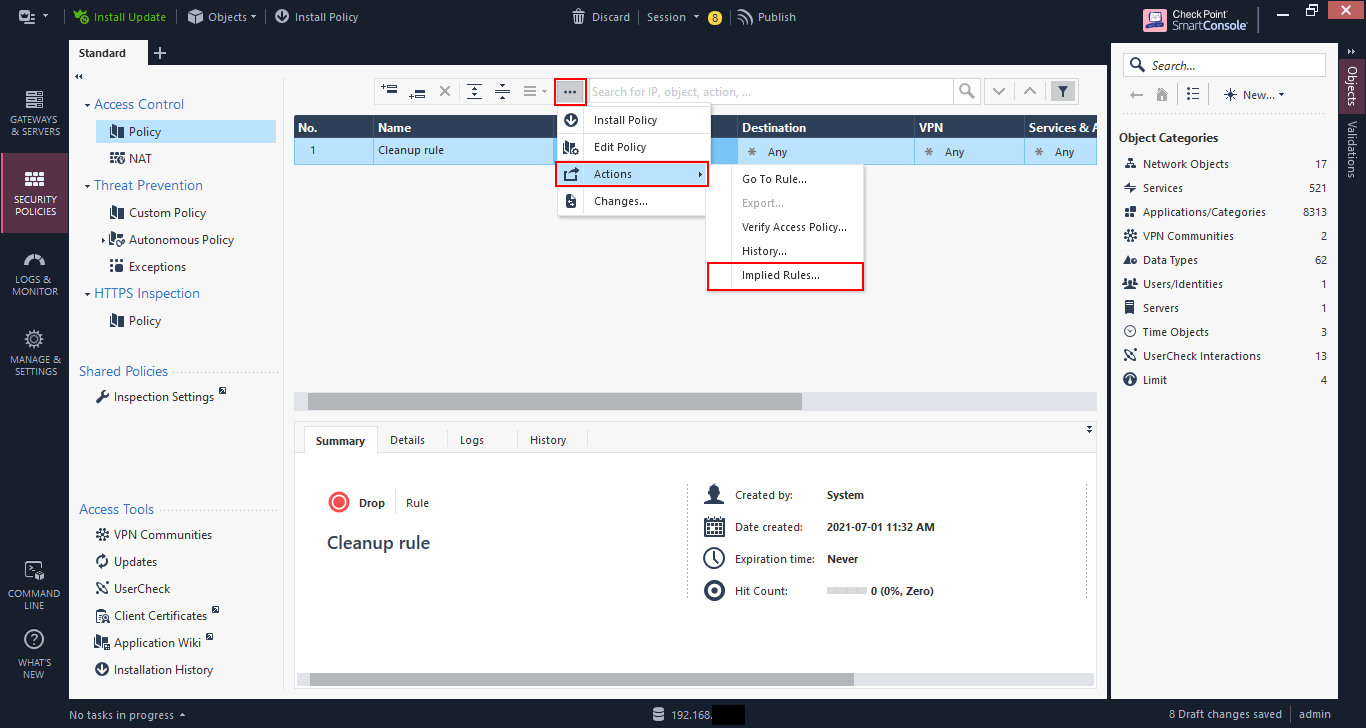 Install Update
Objects
Install Policy
Discard
Session
8
Publish
Check Point
SmartConsole
Standard
GATEWAYS
& SERVERS
SECURITY
POLICIES
LOGS &
MONITOR
MANAGE &
SETTINGS
COMMAND
LINE
WHAT'S
NEW
Access Control
Policy
NAT
Threat Prevention
Custom Policy
Autonomous Policy
Exceptions
HTTPS Inspection
Policy
Shared Policies
Inspection Settings
Access Tools
VPN Communities
Updates
UserCheck
Client Certificates
Application Wiki
Installation History
Search for IP, object, action, ...
No. Name Destination VPN Services & A
1 Cleanup rule * Any * Any * Any
Install Policy
Edit Policy
Actions
Changes...
Go To Rule...
Export...
Verify Access Policy...
History...
Implied Rules...
Summary Details Logs History
Drop Rule
Cleanup rule
Created by: System
Date created: 2021-07-01 11:32 AM
Expiration time: Never
Hit Count: 0 (0%, Zero)
Search...
New...
Object Categories
Network Objects 17
Services 521
Applications/Categories 8313
VPN Communities 2
Data Types 62
Users/Identities 1
Servers 1
Time Objects 3
UserCheck Interactions 13
Limit 4
Objects
Validations
No tasks in progress
192.168.
8 Draft changes saved
admin